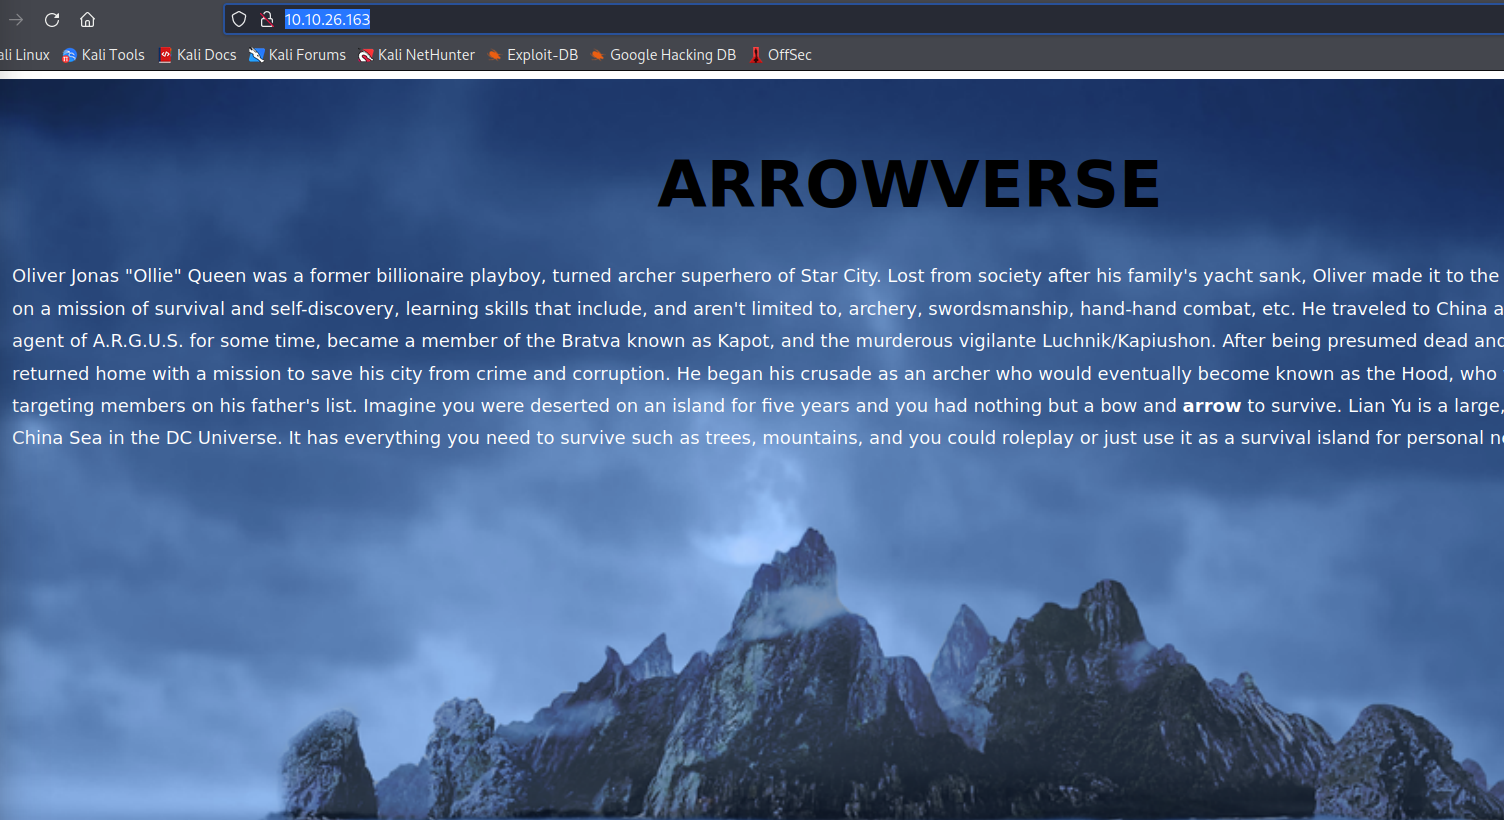 10.10.26.163
ali Linux Kali Tools Kali Docs Kali Forums Kali NetHunter Exploit-DB Google Hacking DB OffSec
ARROWVERSE
Oliver Jonas "Ollie" Queen was a former billionaire playboy, turned archer superhero of Star City. Lost from society after his family's yacht sank, Oliver made it to the
on a mission of survival and self-discovery, learning skills that include, and aren't limited to, archery, swordsmanship, hand-hand combat, etc. He traveled to China a
agent of A.R.G.U.S. for some time, became a member of the Bratva known as Kapot, and the murderous vigilante Luchnik/Kapiushon. After being presumed dead and
returned home with a mission to save his city from crime and corruption. He began his crusade as an archer who would eventually become known as the Hood, who
targeting members on his father's list. Imagine you were deserted on an island for five years and you had nothing but a bow and arrow to survive. Lian Yu is a large,
China Sea in the DC Universe. It has everything you need to survive such as trees, mountains, and you could roleplay or just use it as a survival island for personal